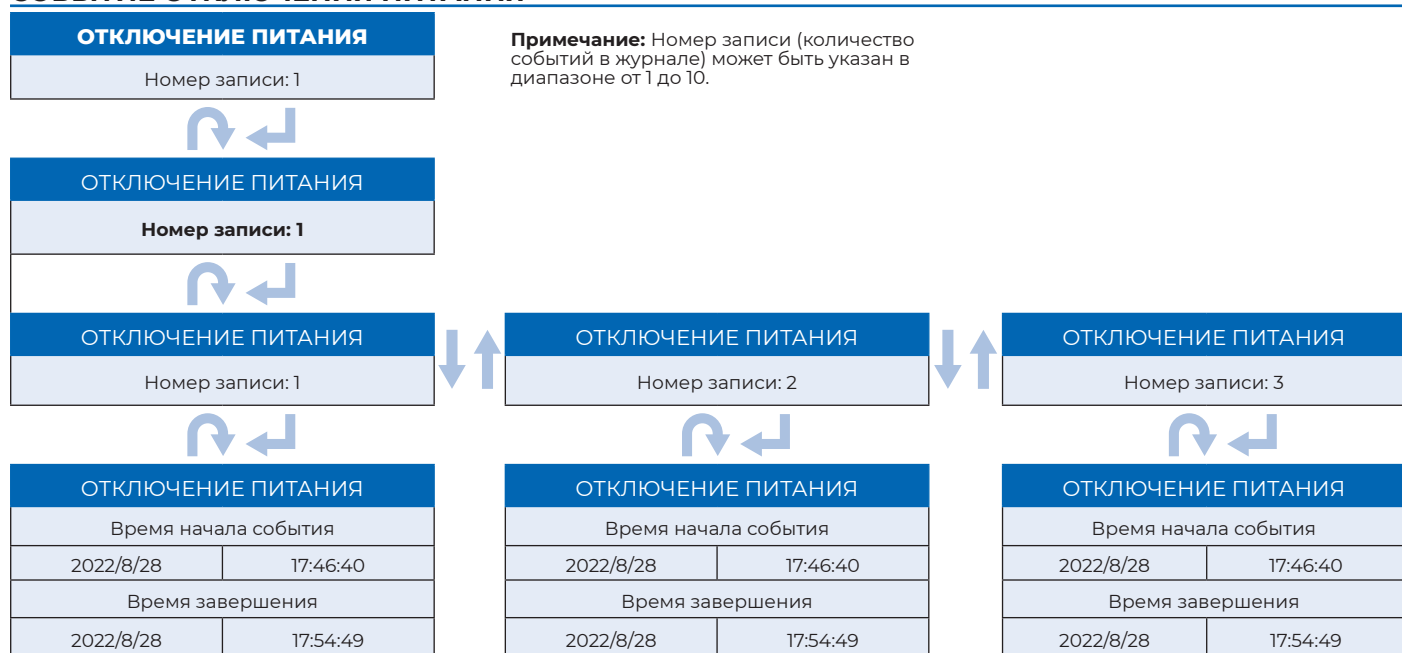 СОБЫТИЕ ОТКЛЮЧЕНИЯ ПИТАНИЯ
ОТКЛЮЧЕНИЕ ПИТАНИЯ
Номер записи: 1
Примечание: Номер записи (количество
событий в журнале) может быть указан в
диапазоне от 1 до 10.
ОТКЛЮЧЕНИЕ ПИТАНИЯ
Номер записи: 1
ОТКЛЮЧЕНИЕ ПИТАНИЯ
Номер записи: 1
ОТКЛЮЧЕНИЕ ПИТАНИЯ
Номер записи: 2
ОТКЛЮЧЕНИЕ ПИТАНИЯ
Номер записи: 3
ОТКЛЮЧЕНИЕ ПИТАНИЯ
Время начала события
2022/8/28 17:46:40
Время завершения
2022/8/28 17:54:49
ОТКЛЮЧЕНИЕ ПИТАНИЯ
Время начала события
2022/8/28 17:46:40
Время завершения
2022/8/28 17:54:49
ОТКЛЮЧЕНИЕ ПИТАНИЯ
Время начала события
2022/8/28 17:46:40
Время завершения
2022/8/28 17:54:49